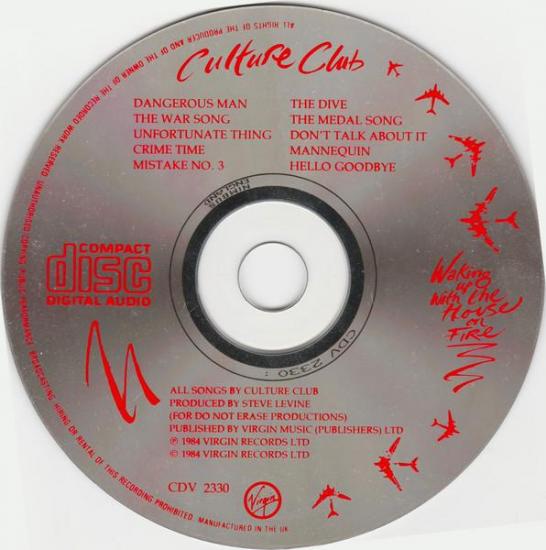 Culture Club
DANGEROUS MAN
THE WAR SONG
UNFORTUNATE THING
CRIME TIME
MISTAKE NO. 3
THE DIVE
THE MEDAL SONG
DON'T TALK ABOUT IT
MANNEQUIN
HELLO GOODBYE
NIMBUS
ENGLAND
COMPACT
disc
DIGITAL AUDIO
Waking
up
With the
House
on
FIRE
CDV 2330 :
ALL SONGS BY CULTURE CLUB
PRODUCED BY STEVE LEVINE
(FOR DO NOT ERASE PRODUCTIONS)
PUBLISHED BY VIRGIN MUSIC (PUBLISHERS) LTD
℗ 1984 VIRGIN RECORDS LTD
© 1984 VIRGIN RECORDS LTD
CDV 2330
Virgin
ALL RIGHTS OF THE PRODUCER AND OF THE OWNER OF THE RECORDED WORK RESERVED. UNAUTHORISED COPYING, PUBLIC PERFORMANCE, BROADCASTING, HIRING OR RENTAL OF THIS RECORDING PROHIBITED. MANUFACTURED IN THE UK